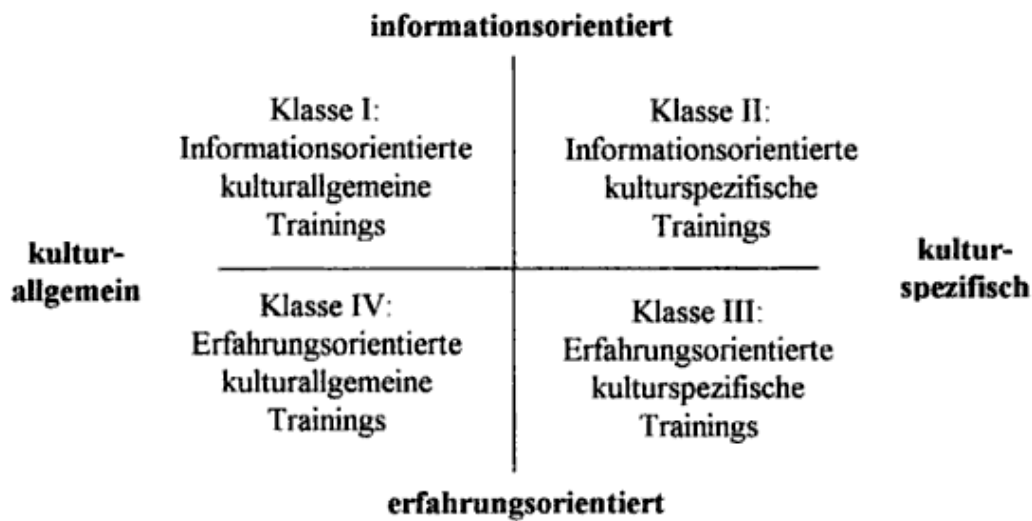 informationsorientiert
Klasse I:
Informationsorientierte
kulturallgemeine
Trainings
Klasse II:
Informationsorientierte
kulturspezifische
Trainings
kultur-
allgemein
kultur-
spezifisch
Klasse IV:
Erfahrungsorientierte
kulturallgemeine
Trainings
Klasse III:
Erfahrungsorientierte
kulturspezifische
Trainings
erfahrungsorientiert